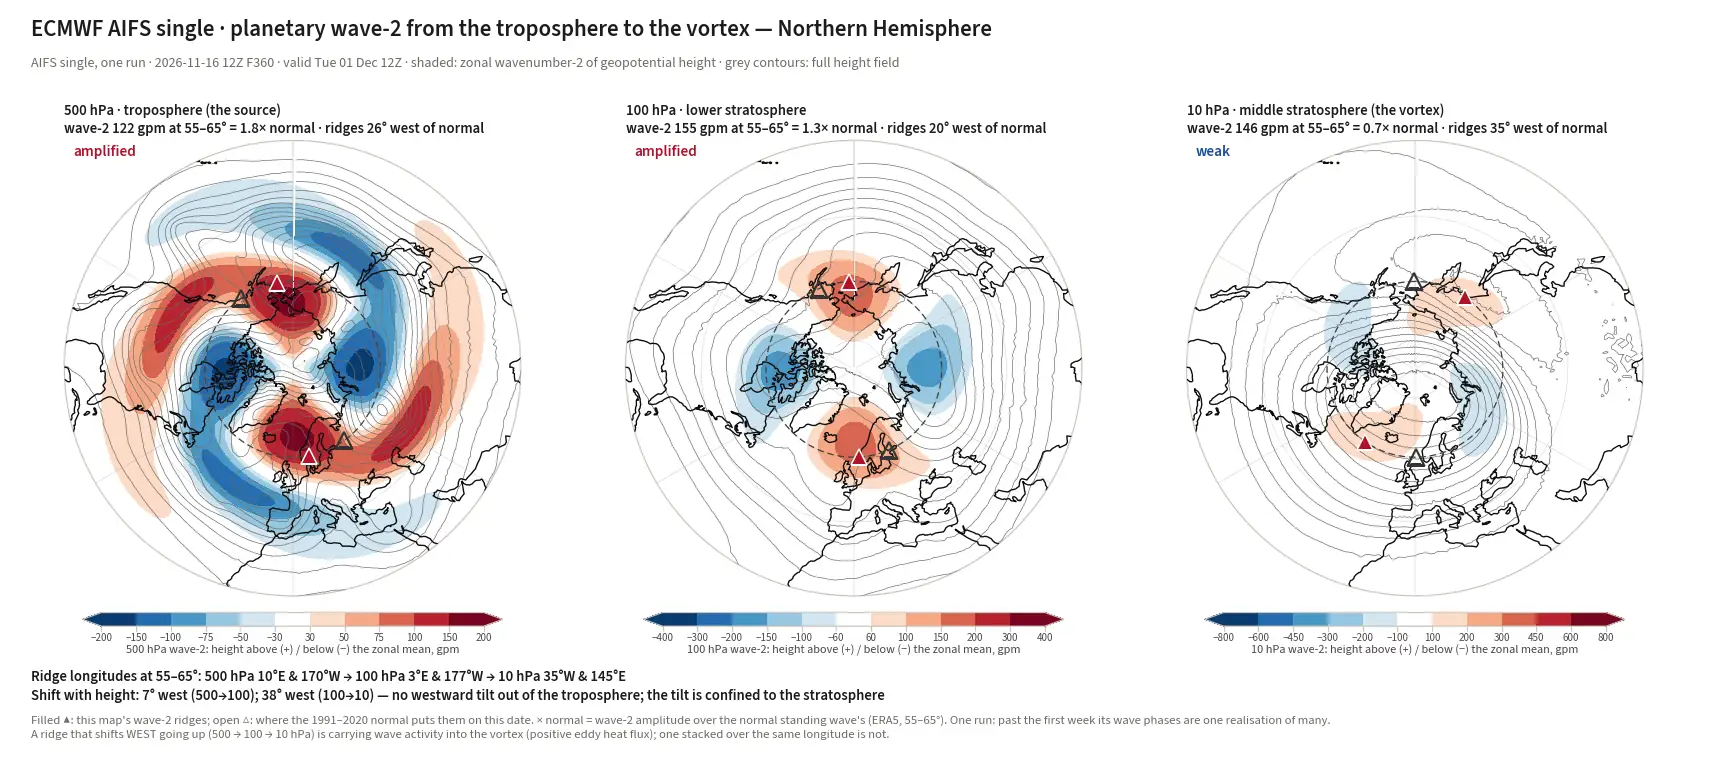 ECMWF AIFS single · planetary wave-2 from the troposphere to the vortex — Northern Hemisphere
AIFS single, one run · 2026-11-16 12Z F360 · valid Tue 01 Dec 12Z · shaded: zonal wavenumber-2 of geopotential height · grey contours: full height field
500 hPa · troposphere (the source)
wave-2 122 gpm at 55–65° = 1.8× normal · ridges 26° west of normal
amplified
100 hPa · lower stratosphere
wave-2 155 gpm at 55–65° = 1.3× normal · ridges 20° west of normal
amplified
10 hPa · middle stratosphere (the vortex)
wave-2 146 gpm at 55–65° = 0.7× normal · ridges 35° west of normal
weak
−200 −150 −100 −75 −50 −30 30 50 75 100 150 200
500 hPa wave-2: height above (+) / below (−) the zonal mean, gpm
−400 −300 −200 −150 −100 −60 60 100 150 200 300 400
100 hPa wave-2: height above (+) / below (−) the zonal mean, gpm
−800 −600 −450 −300 −200 −100 100 200 300 450 600 800
10 hPa wave-2: height above (+) / below (−) the zonal mean, gpm
Ridge longitudes at 55–65°: 500 hPa 10°E & 170°W → 100 hPa 3°E & 177°W → 10 hPa 35°W & 145°E
Shift with height: 7° west (500→100); 38° west (100→10) — no westward tilt out of the troposphere; the tilt is confined to the stratosphere
Filled ▲: this map's wave-2 ridges; open △: where the 1991–2020 normal puts them on this date. × normal = wave-2 amplitude over the normal standing wave's (ERA5, 55–65°). One run: past the first week its wave phases are one realisation of many.
A ridge that shifts WEST going up (500 → 100 → 10 hPa) is carrying wave activity into the vortex (positive eddy heat flux); one stacked over the same longitude is not.